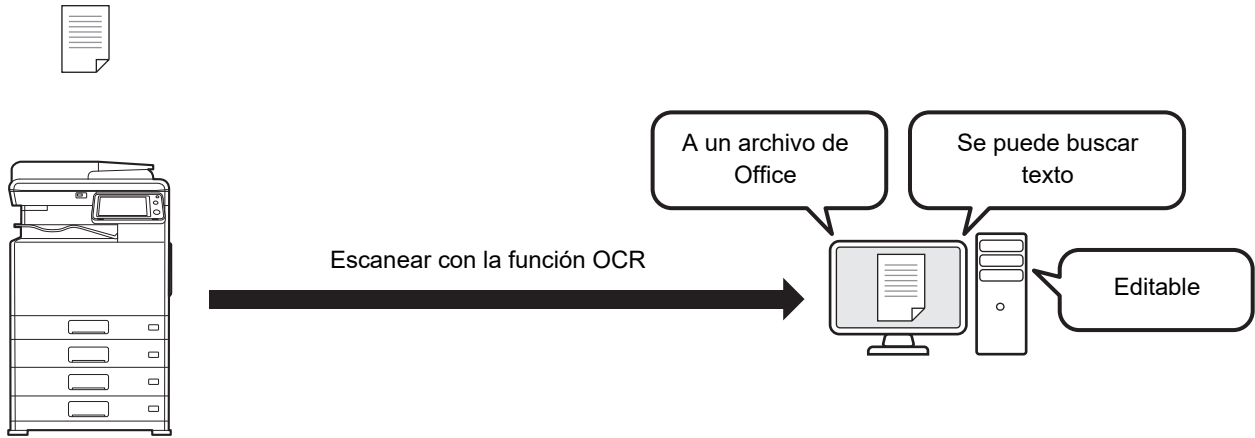 A un archivo de
Office
Se puede buscar
texto
Escanear con la función OCR
Editable